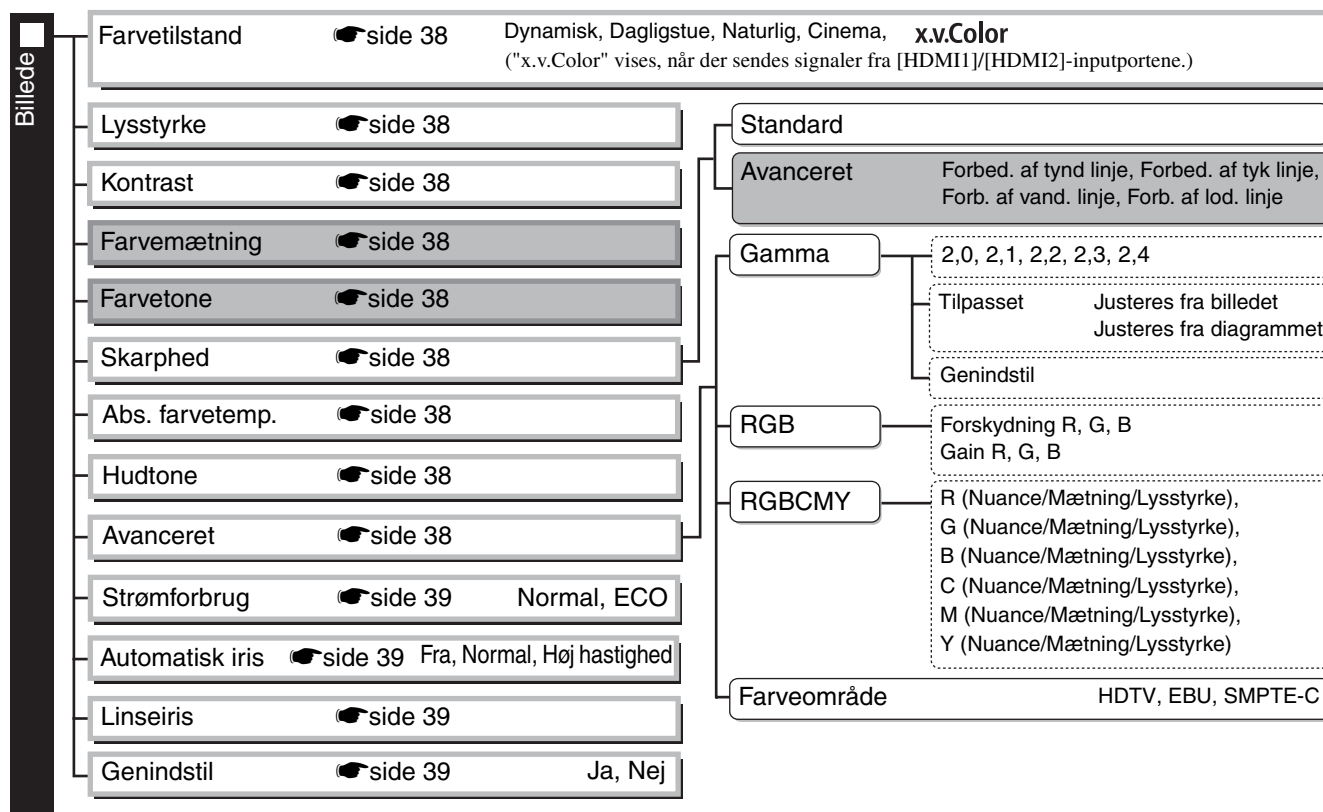 Billede
Farvetilstand ☛side 38 Dynamisk, Dagligstue, Naturlig, Cinema, x.v.Color
("x.v.Color" vises, når der sendes signaler fra [HDMI1]/[HDMI2]-inputportene.)
Lysstyrke ☛side 38
Kontrast ☛side 38
Farvemætning ☛side 38
Farvetone ☛side 38
Skarphed ☛side 38
Abs. farvetemp. ☛side 38
Hudtone ☛side 38
Avanceret ☛side 38
Strømforbrug ☛side 39 Normal, ECO
Automatisk iris ☛side 39 Fra, Normal, Høj hastighed
Linseiris ☛side 39
Genindstil ☛side 39 Ja, Nej
Standard
Avanceret Forbed. af tynd linje, Forbed. af tyk linje,
Forb. af vand. linje, Forb. af lod. linje
Gamma
2,0, 2,1, 2,2, 2,3, 2,4
Tilpasset Justeres fra billedet
Justeres fra diagrammet
Genindstil
RGB
Forskydning R, G, B
Gain R, G, B
RGBCMY
R (Nuance/Mætning/Lysstyrke),
G (Nuance/Mætning/Lysstyrke),
B (Nuance/Mætning/Lysstyrke),
C (Nuance/Mætning/Lysstyrke),
M (Nuance/Mætning/Lysstyrke),
Y (Nuance/Mætning/Lysstyrke)
Farveområde HDTV, EBU, SMPTE-C